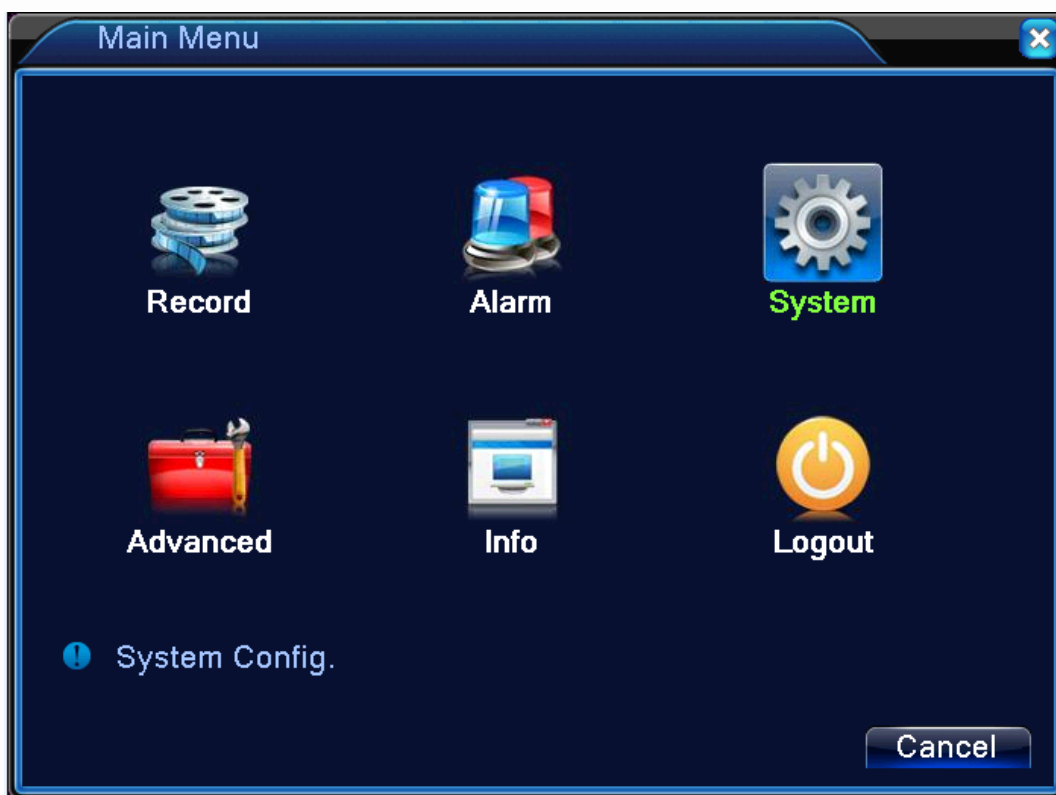 Main Menu
Record Alarm System
Advanced Info Logout
System Config.
Cancel